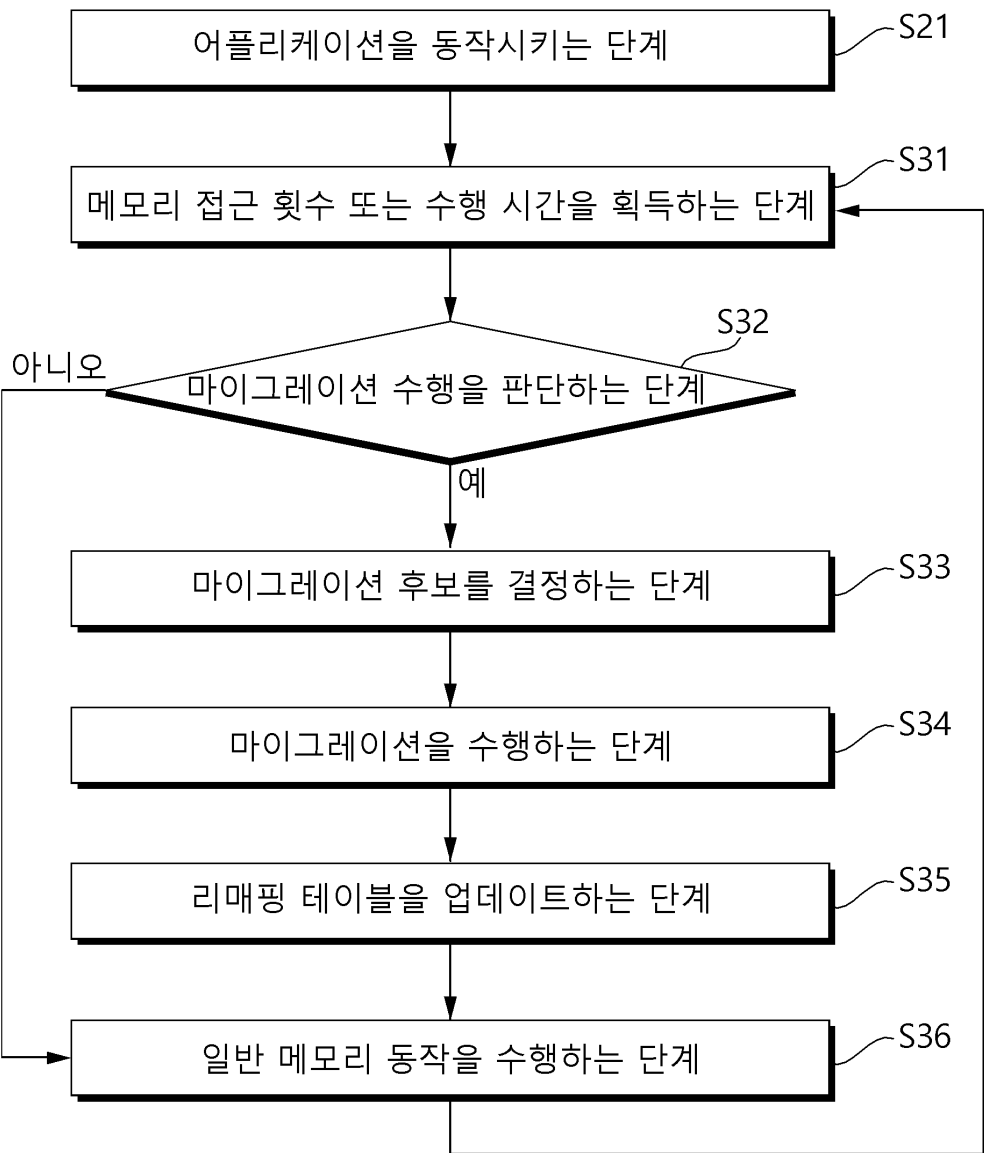 어플리케이션을 동작시키는 단계
S21
메모리 접근 횟수 또는 수행 시간을 획득하는 단계
S31
S32
아니오
마이그레이션 수행을 판단하는 단계
예
마이그레이션 후보를 결정하는 단계
S33
마이그레이션을 수행하는 단계
S34
리매핑 테이블을 업데이트하는 단계
S35
일반 메모리 동작을 수행하는 단계
S36